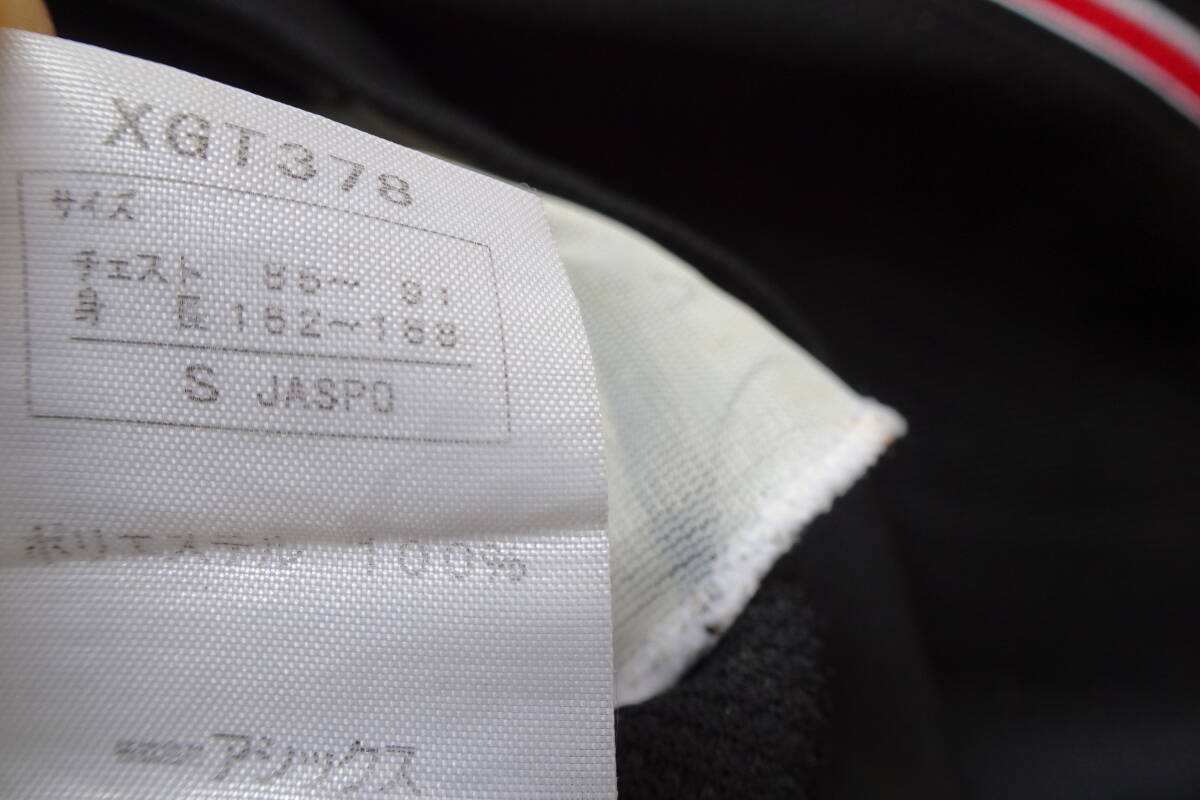 XGT378
サイズ
チェスト 85〜 91
身 長 162〜168
S JASPO
ポリエステル 100%
アシックス